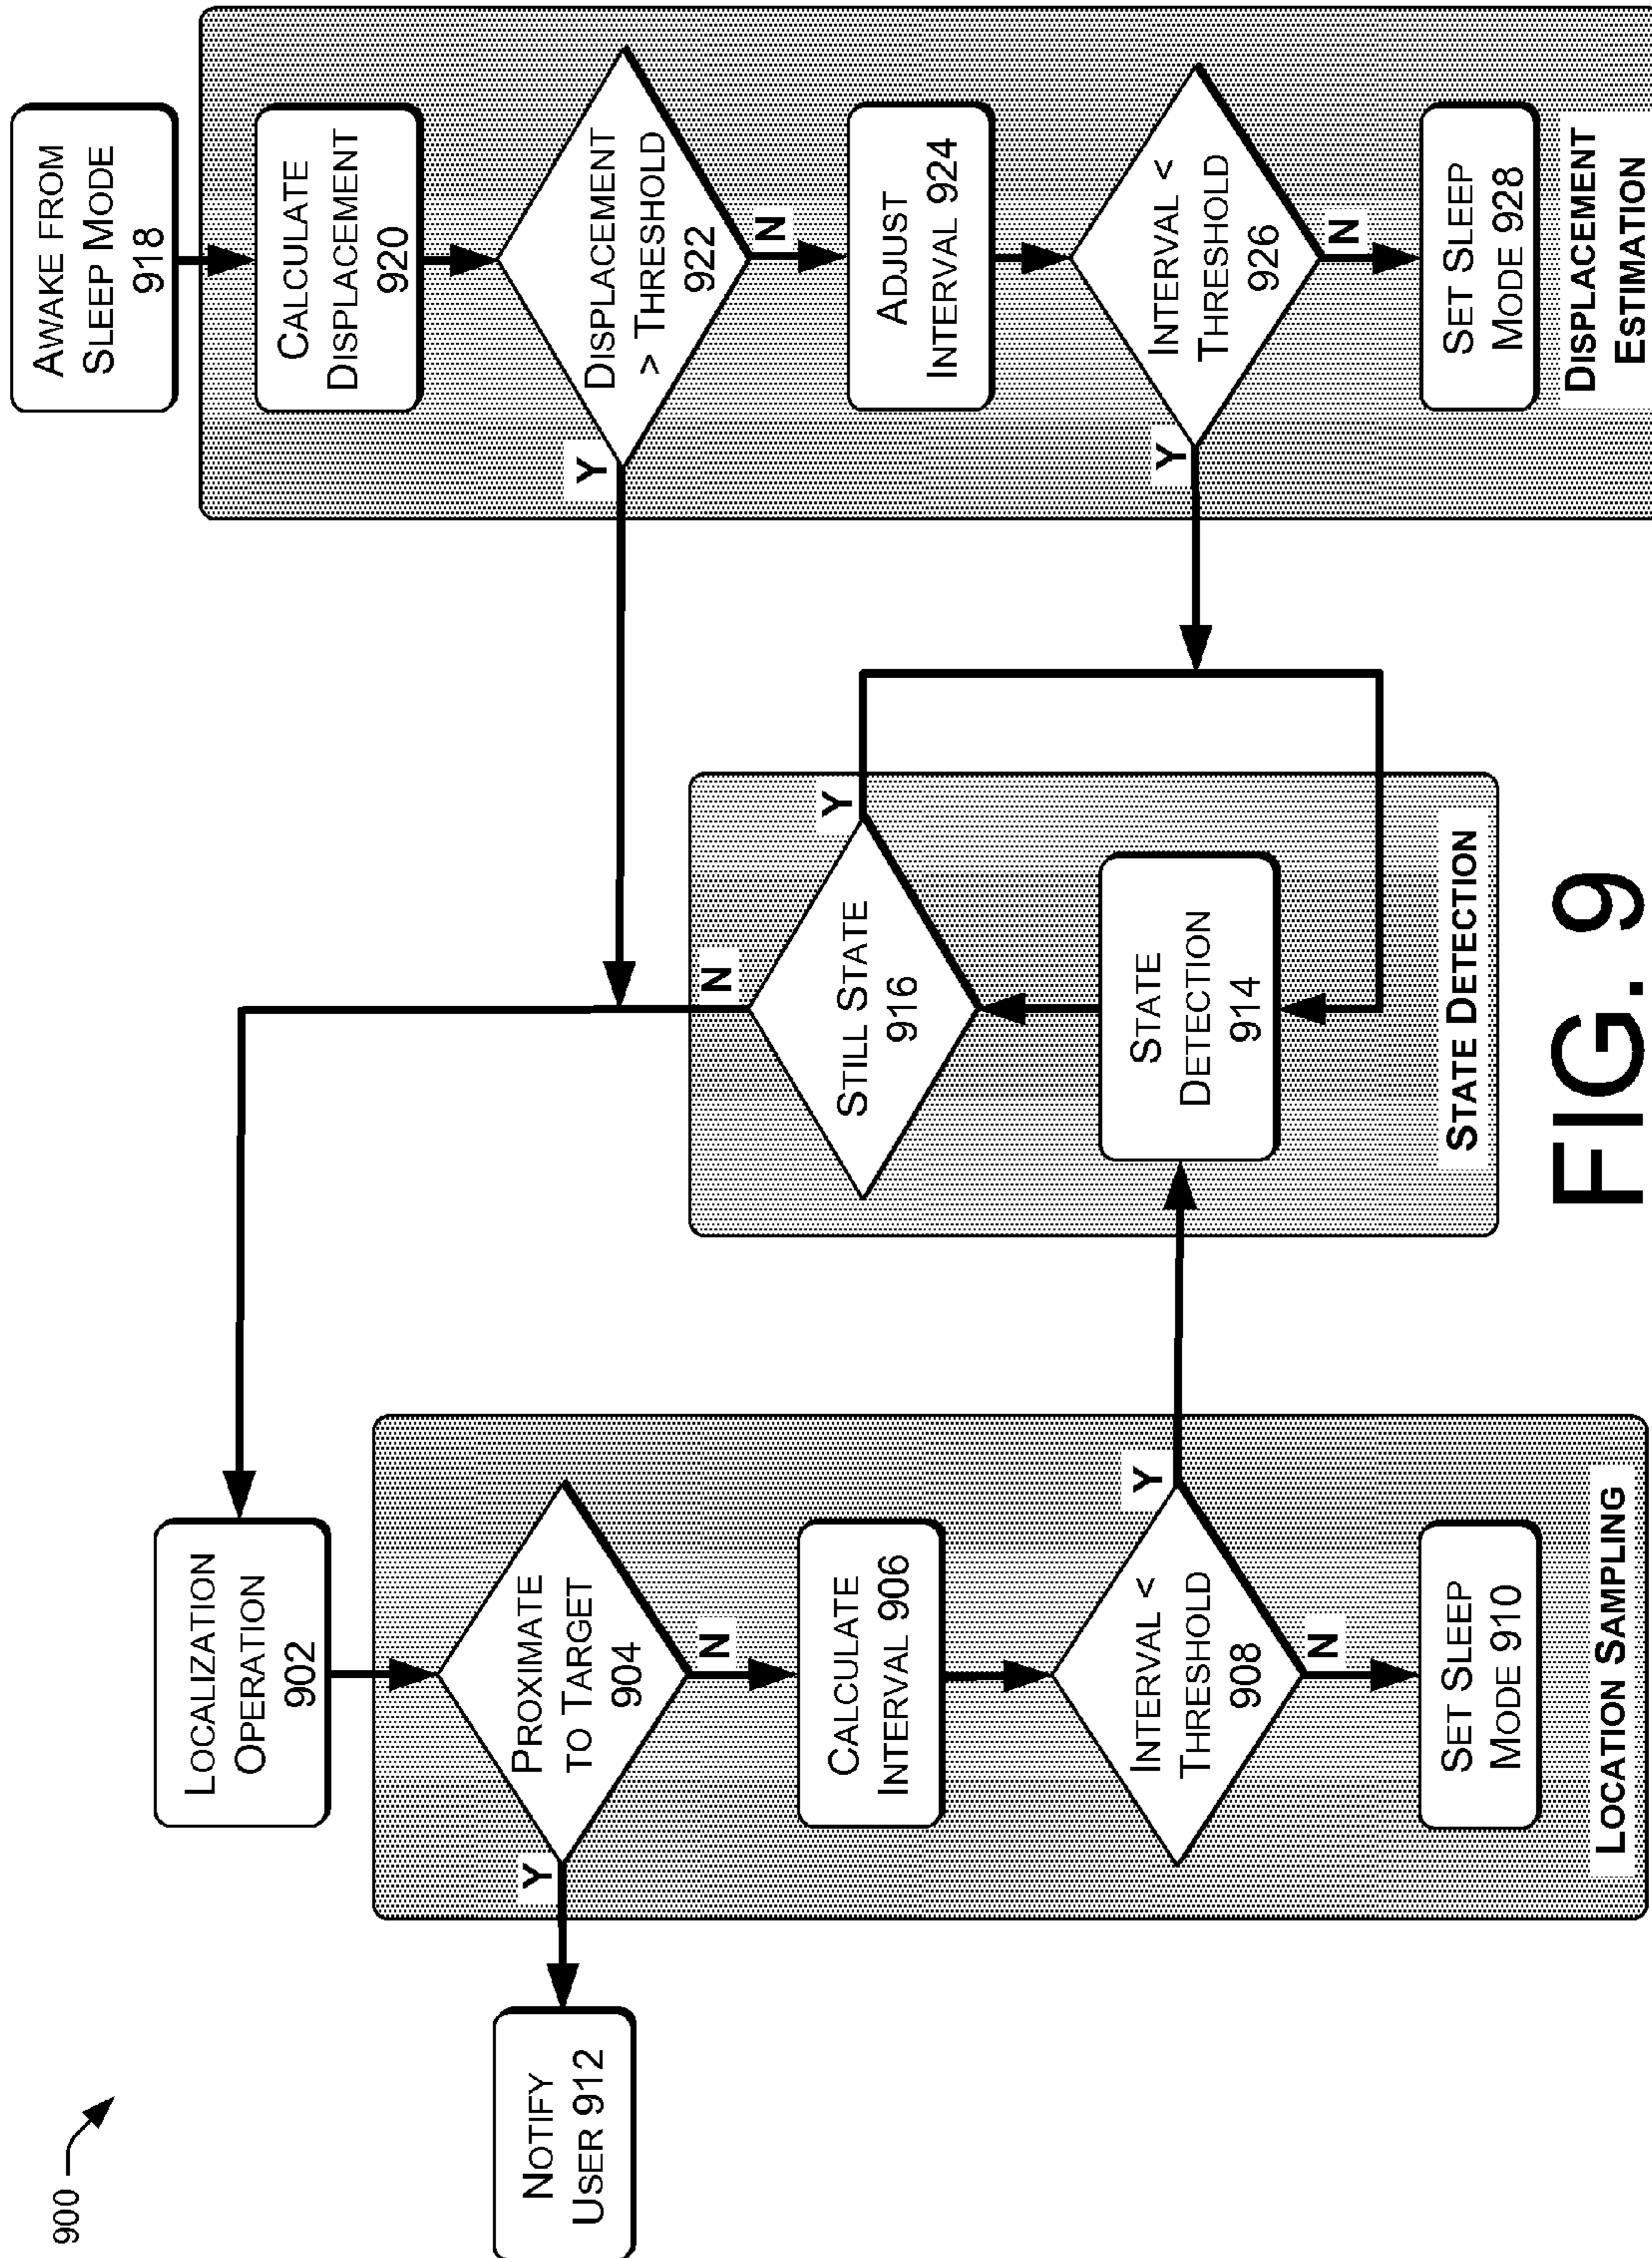 900
LOCALIZATION
OPERATION
902
PROXIMATE
TO TARGET
904
Y
N
NOTIFY
USER 912
CALCULATE
INTERVAL 906
INTERVAL <
THRESHOLD
908
Y
N
SET SLEEP
MODE 910
LOCATION SAMPLING
N
STILL STATE
916
Y
STATE
DETECTION
914
STATE DETECTION
AWAKE FROM
SLEEP MODE
918
CALCULATE
DISPLACEMENT
920
DISPLACEMENT
> THRESHOLD
922
Y
N
ADJUST
INTERVAL 924
INTERVAL <
THRESHOLD
926
Y
N
SET SLEEP
MODE 928
DISPLACEMENT
ESTIMATION
FIG. 9